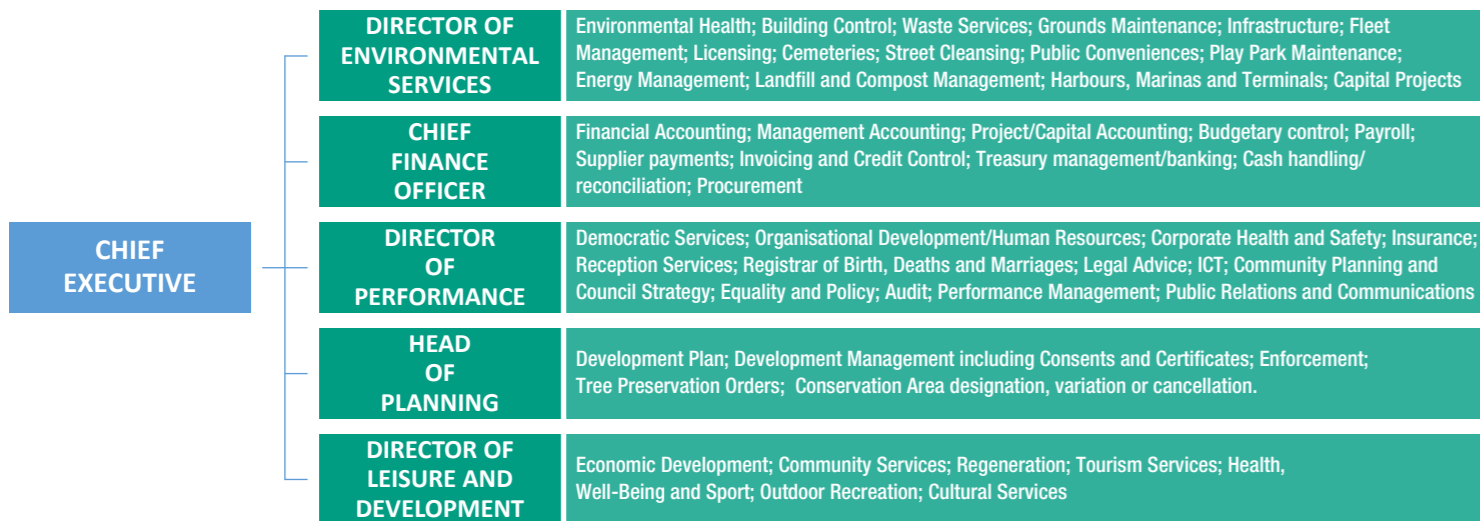 CHIEF
EXECUTIVE
DIRECTOR OF
ENVIRONMENTAL
SERVICES
Environmental Health; Building Control; Waste Services; Grounds Maintenance; Infrastructure; Fleet
Management; Licensing; Cemeteries; Street Cleansing; Public Conveniences; Play Park Maintenance;
Energy Management; Landfill and Compost Management; Harbours, Marinas and Terminals; Capital Projects
CHIEF
FINANCE
OFFICER
Financial Accounting; Management Accounting; Project/Capital Accounting; Budgetary control; Payroll;
Supplier payments; Invoicing and Credit Control; Treasury management/banking; Cash handling/
reconciliation; Procurement
DIRECTOR
OF
PERFORMANCE
Democratic Services; Organisational Development/Human Resources; Corporate Health and Safety; Insurance;
Reception Services; Registrar of Birth, Deaths and Marriages; Legal Advice; ICT; Community Planning and
Council Strategy; Equality and Policy; Audit; Performance Management; Public Relations and Communications
HEAD
OF
PLANNING
Development Plan; Development Management including Consents and Certificates; Enforcement;
Tree Preservation Orders; Conservation Area designation, variation or cancellation.
DIRECTOR OF
LEISURE AND
DEVELOPMENT
Economic Development; Community Services; Regeneration; Tourism Services; Health,
Well-Being and Sport; Outdoor Recreation; Cultural Services